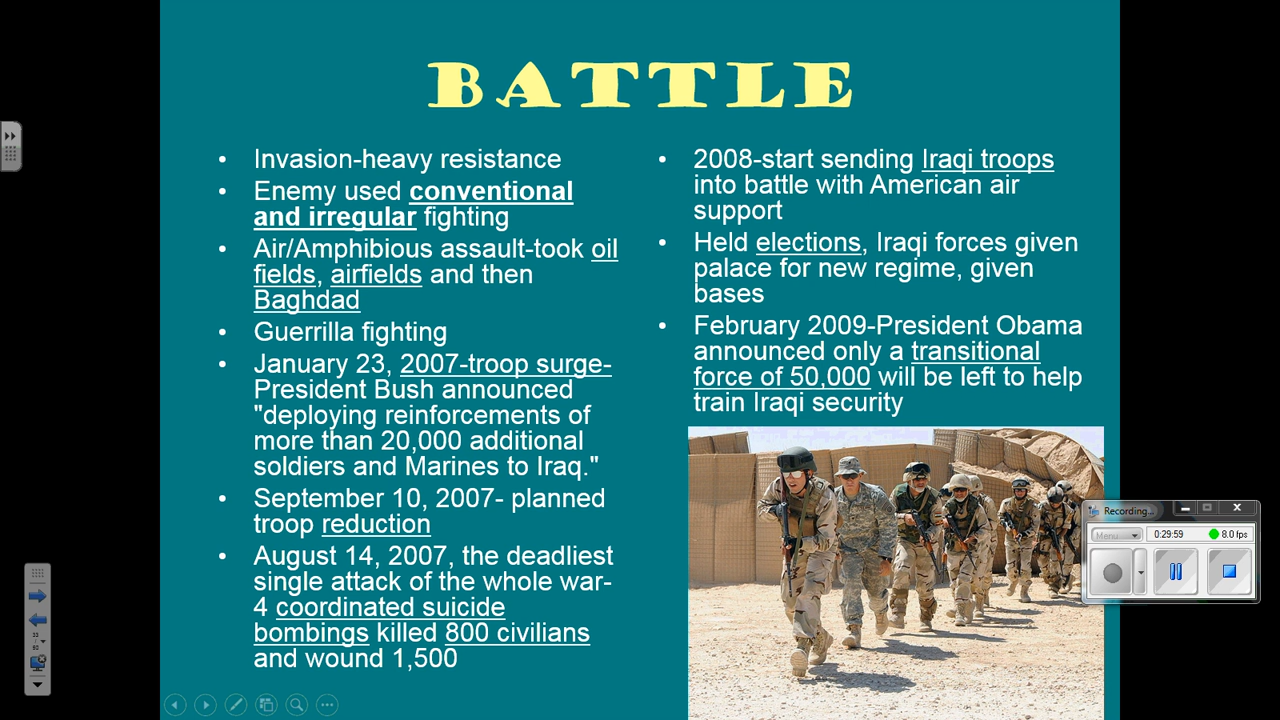 BATTLE
• Invasion-heavy resistance
• Enemy used conventional
and irregular fighting
• Air/Amphibious assault-took oil
fields, airfields and then
Baghdad
• Guerrilla fighting
• January 23, 2007-troop surge-
President Bush announced
"deploying reinforcements of
more than 20,000 additional
soldiers and Marines to Iraq."
• September 10, 2007- planned
troop reduction
• August 14, 2007, the deadliest
single attack of the whole war-
4 coordinated suicide
bombings killed 800 civilians
and wound 1,500
• 2008-start sending Iraqi troops
into battle with American air
support
• Held elections, Iraqi forces given
palace for new regime, given
bases
• February 2009-President Obama
announced only a transitional
force of 50,000 will be left to help
train Iraqi security
Recording...
Menu
0:29:59
8.0 fps
33
/